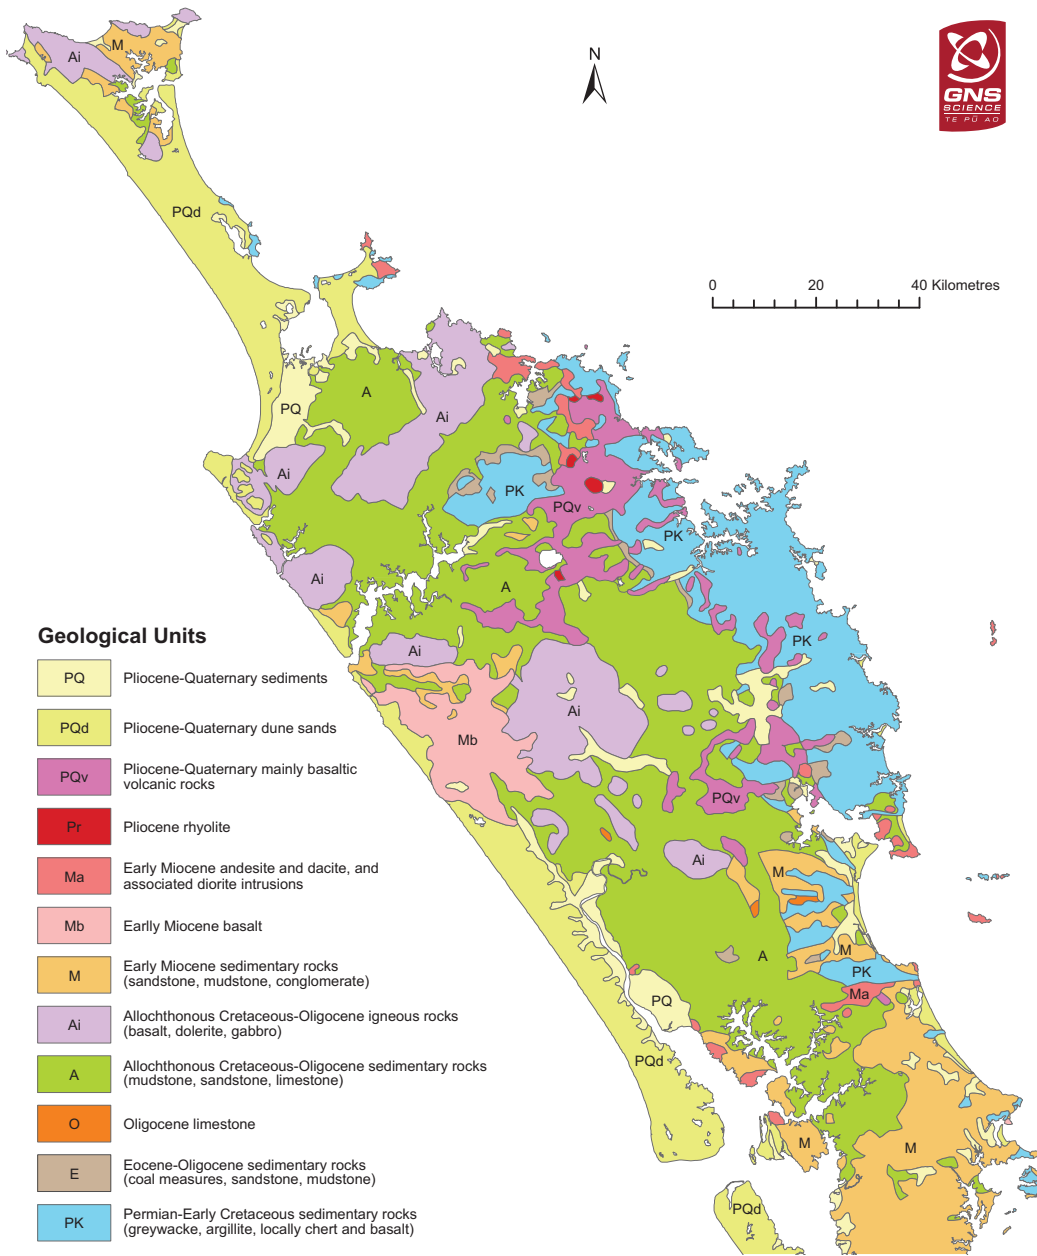 N
GNS
SCIENCE
TE PŪ AO
Ai
M
PQd
0 20 40 Kilometres
A
PQ
Ai
Ai
PK
PQv
PK
Ai
A
PK
Ai
Ai
Mb
PQv
Ai
M
A
M
PK
Ma
PQ
PQd
M
M
PQd
Geological Units
PQ Pliocene-Quaternary sediments
PQd Pliocene-Quaternary dune sands
PQv Pliocene-Quaternary mainly basaltic
volcanic rocks
Pr Pliocene rhyolite
Ma Early Miocene andesite and dacite, and
associated diorite intrusions
Mb Earlly Miocene basalt
M Early Miocene sedimentary rocks
(sandstone, mudstone, conglomerate)
Ai Allochthonous Cretaceous-Oligocene igneous rocks
(basalt, dolerite, gabbro)
A Allochthonous Cretaceous-Oligocene sedimentary rocks
(mudstone, sandstone, limestone)
O Oligocene limestone
E Eocene-Oligocene sedimentary rocks
(coal measures, sandstone, mudstone)
PK Permian-Early Cretaceous sedimentary rocks
(greywacke, argillite, locally chert and basalt)